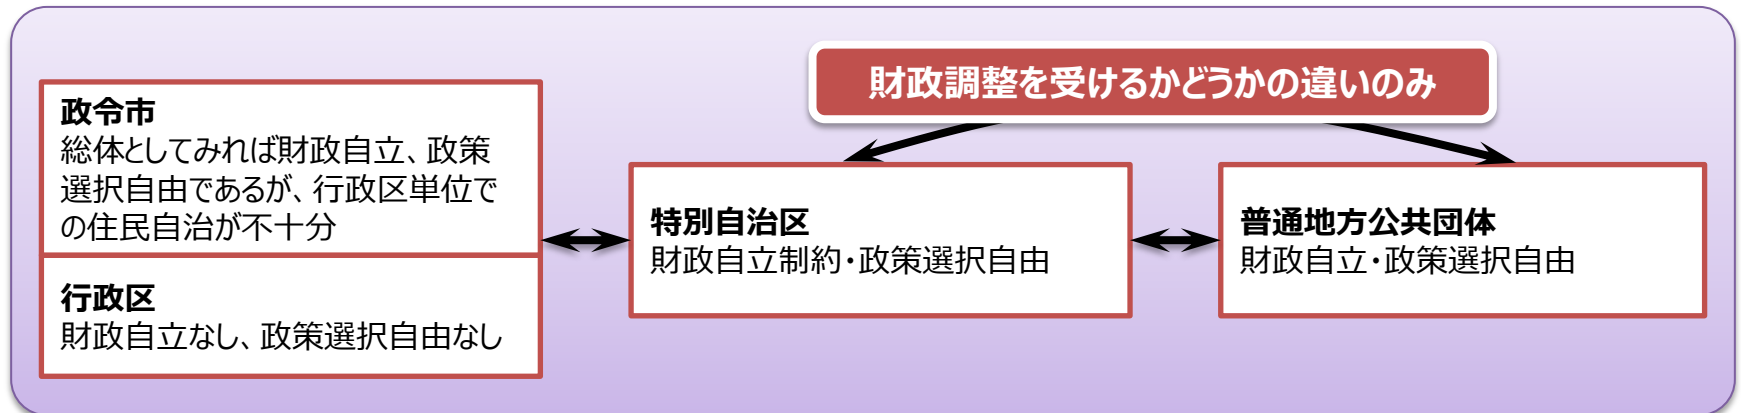 財政調整を受けるかどうかの違いのみ
政令市
総体としてみれば財政自立、政策
選択自由であるが、行政区単位で
の住民自治が不十分
行政区
財政自立なし、政策選択自由なし
特別自治区
財政自立制約・政策選択自由
普通地方公共団体
財政自立・政策選択自由